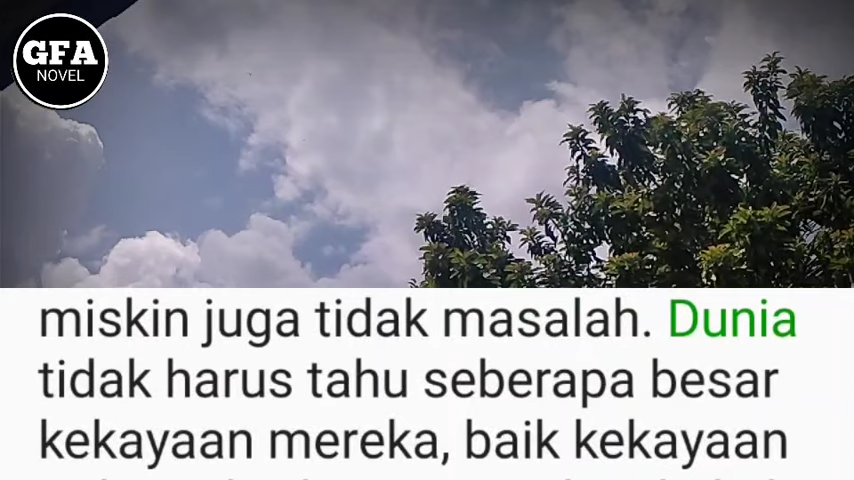 GFA
NOVEL
miskin juga tidak masalah. Dunia
tidak harus tahu seberapa besar
kekayaan mereka, baik kekayaan